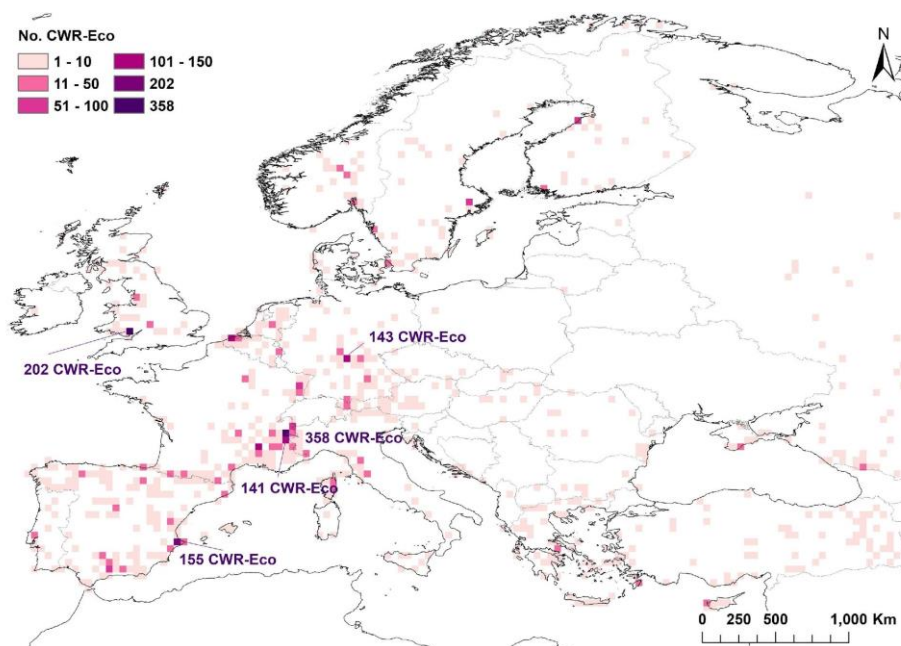 No. CWR-Eco
1 - 10
101 - 150
11 - 50
202
51 - 100
358
N
143 CWR-Eco
202 CWR-Eco
358 CWR-Eco
141 CWR-Eco
155 CWR-Eco
0 250 500 1,000 Km